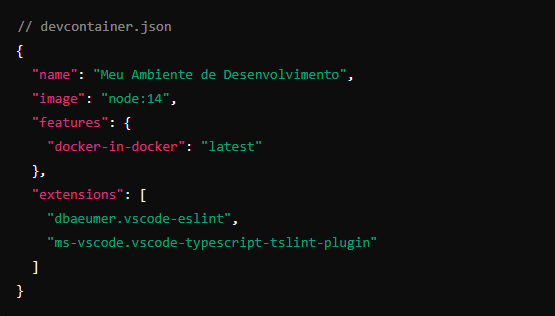 // devcontainer.json
{
  "name": "Meu Ambiente de Desenvolvimento",
  "image": "node:14",
  "features": {
    "docker-in-docker": "latest"
  },
  "extensions": [
    "dbaeumer.vscode-eslint",
    "ms-vscode.vscode-typescript-tslint-plugin"
  ]
}